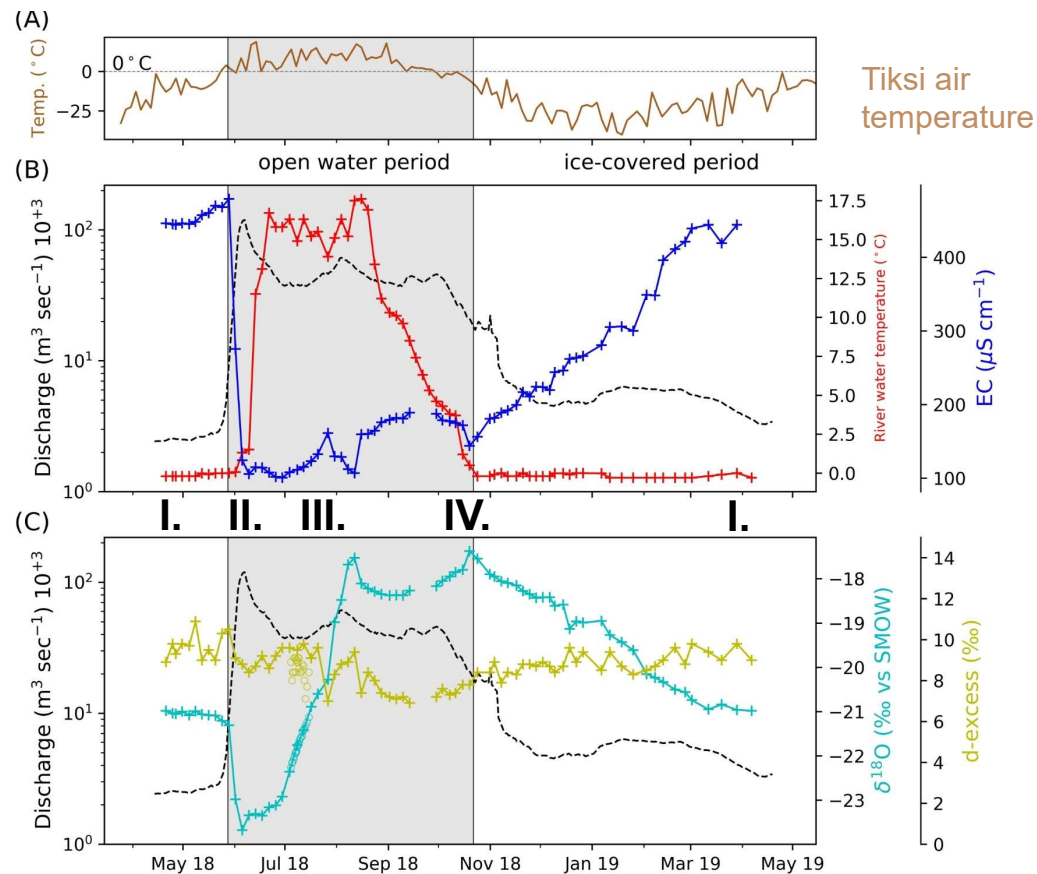 (A)
Temp. (°C)
0
−25
0°C
Tiksi air
temperature
open water period
ice-covered period
(B)
Discharge (m³ sec⁻¹) 10⁺³
10²
10¹
10⁰
17.5
15.0
12.5
10.0
7.5
5.0
2.5
0.0
River water temperature (°C)
400
300
200
100
EC (μS cm⁻¹)
I. II. III. IV. I.
(C)
Discharge (m³ sec⁻¹) 10⁺³
10²
10¹
10⁰
−18
−19
−20
−21
−22
−23
δ¹⁸O (‰ vs SMOW)
14
12
10
8
6
4
2
0
d-excess (‰)
May 18 Jul 18 Sep 18 Nov 18 Jan 19 Mar 19 May 19